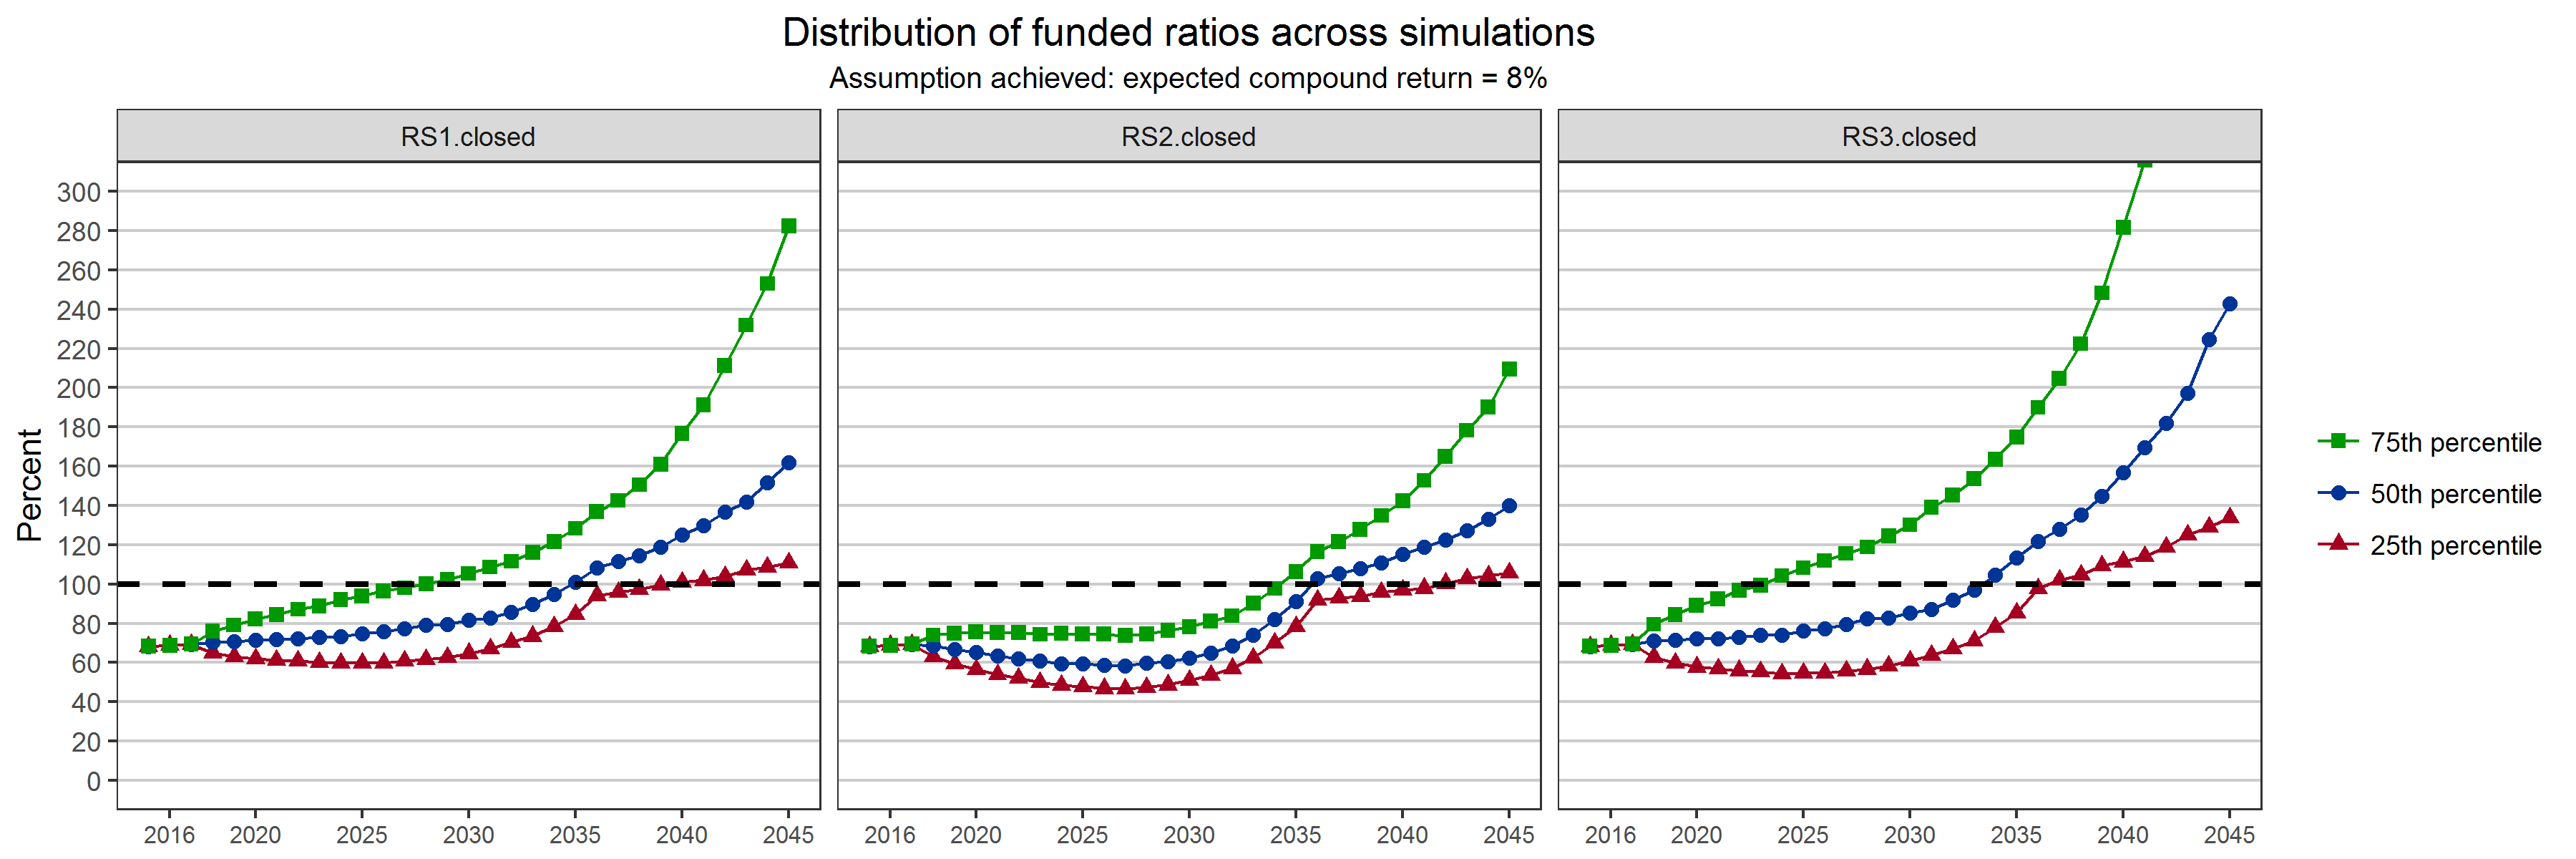 Distribution of funded ratios across simulations
Assumption achieved: expected compound return = 8%
RS1.closed RS2.closed RS3.closed
Percent
300
280
260
240
220
200
180
160
140
120
100
80
60
40
20
0
2016 2020 2025 2030 2035 2040 2045
2016 2020 2025 2030 2035 2040 2045
2016 2020 2025 2030 2035 2040 2045
75th percentile
50th percentile
25th percentile